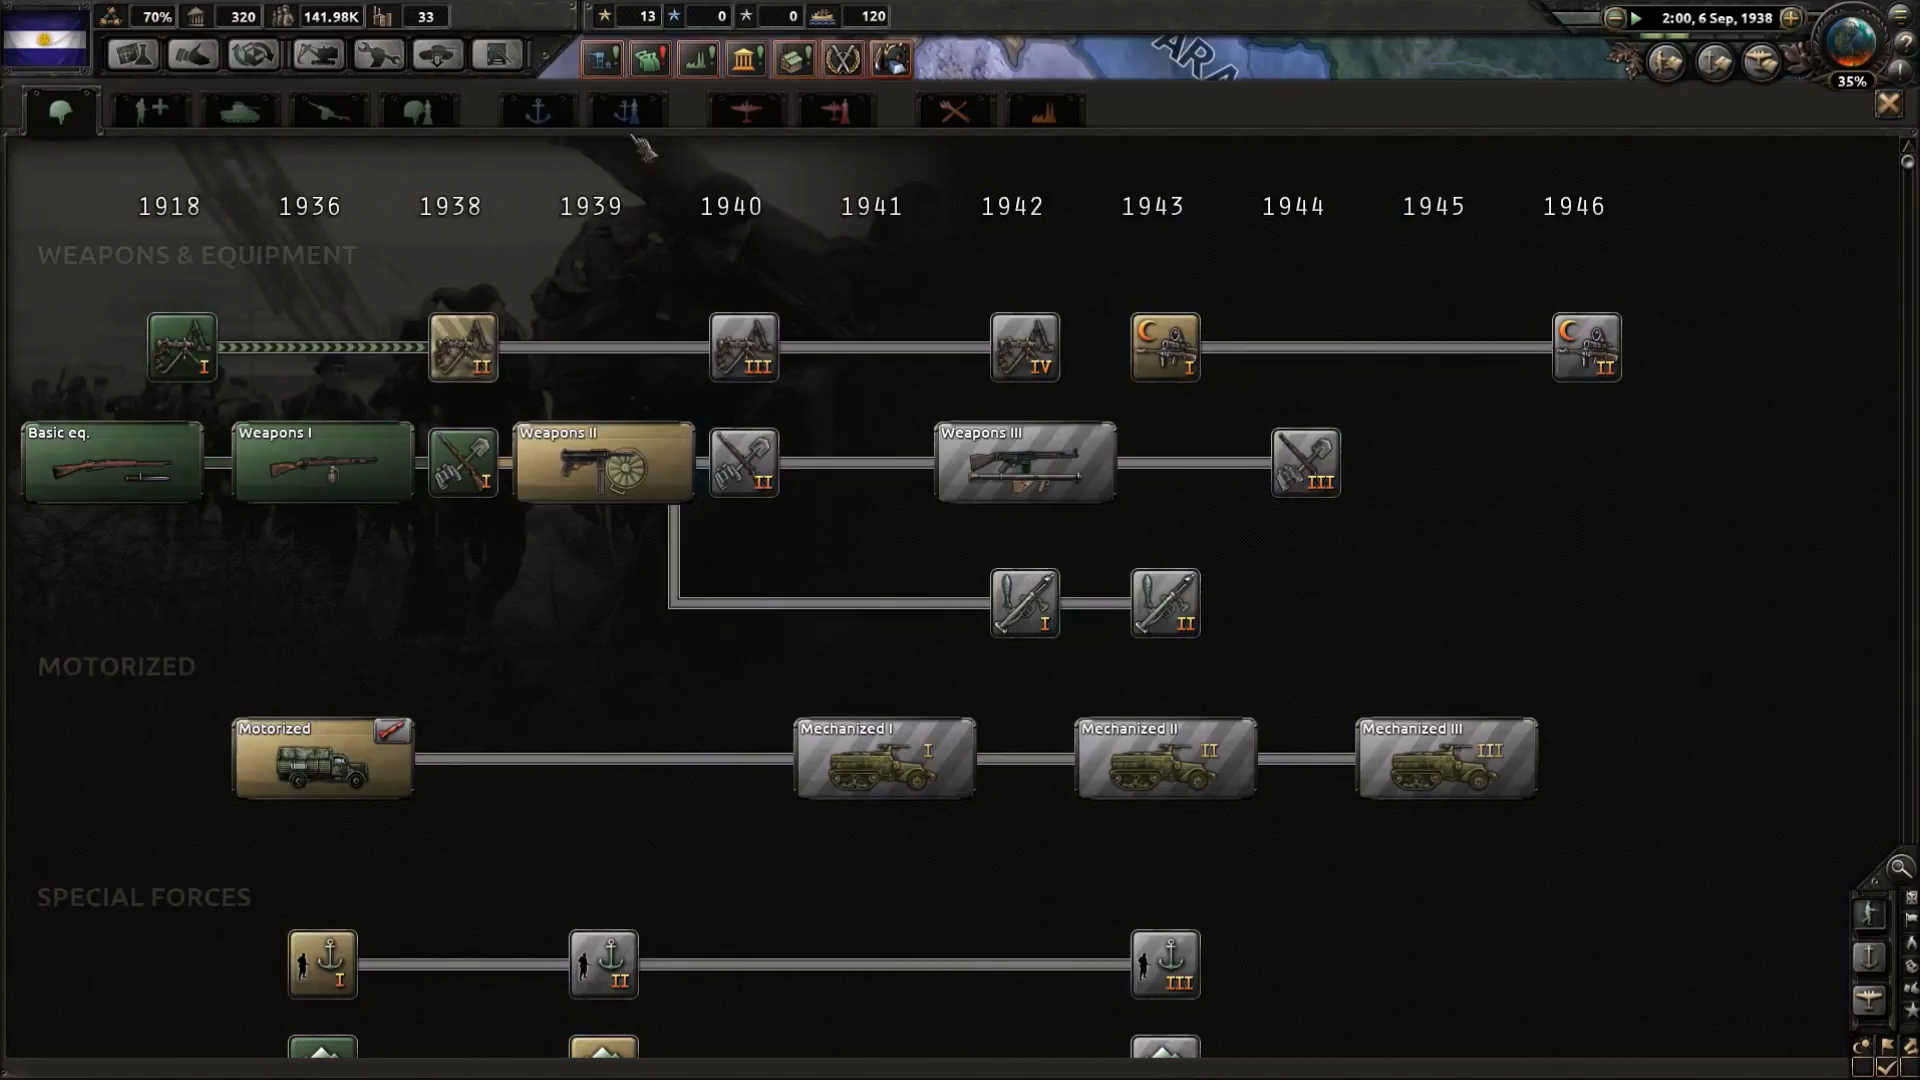 70% 320 141.98K 33 13 0 0 120 2:00, 6 Sep, 1938
ARA
35%
1918 1936 1938 1939 1940 1941 1942 1943 1944 1945 1946
WEAPONS & EQUIPMENT
I II III IV I II
Basic eq. Weapons I Weapons II Weapons III
I II III
I II
MOTORIZED
Motorized Mechanized I Mechanized II Mechanized III
I II III
SPECIAL FORCES
I II III